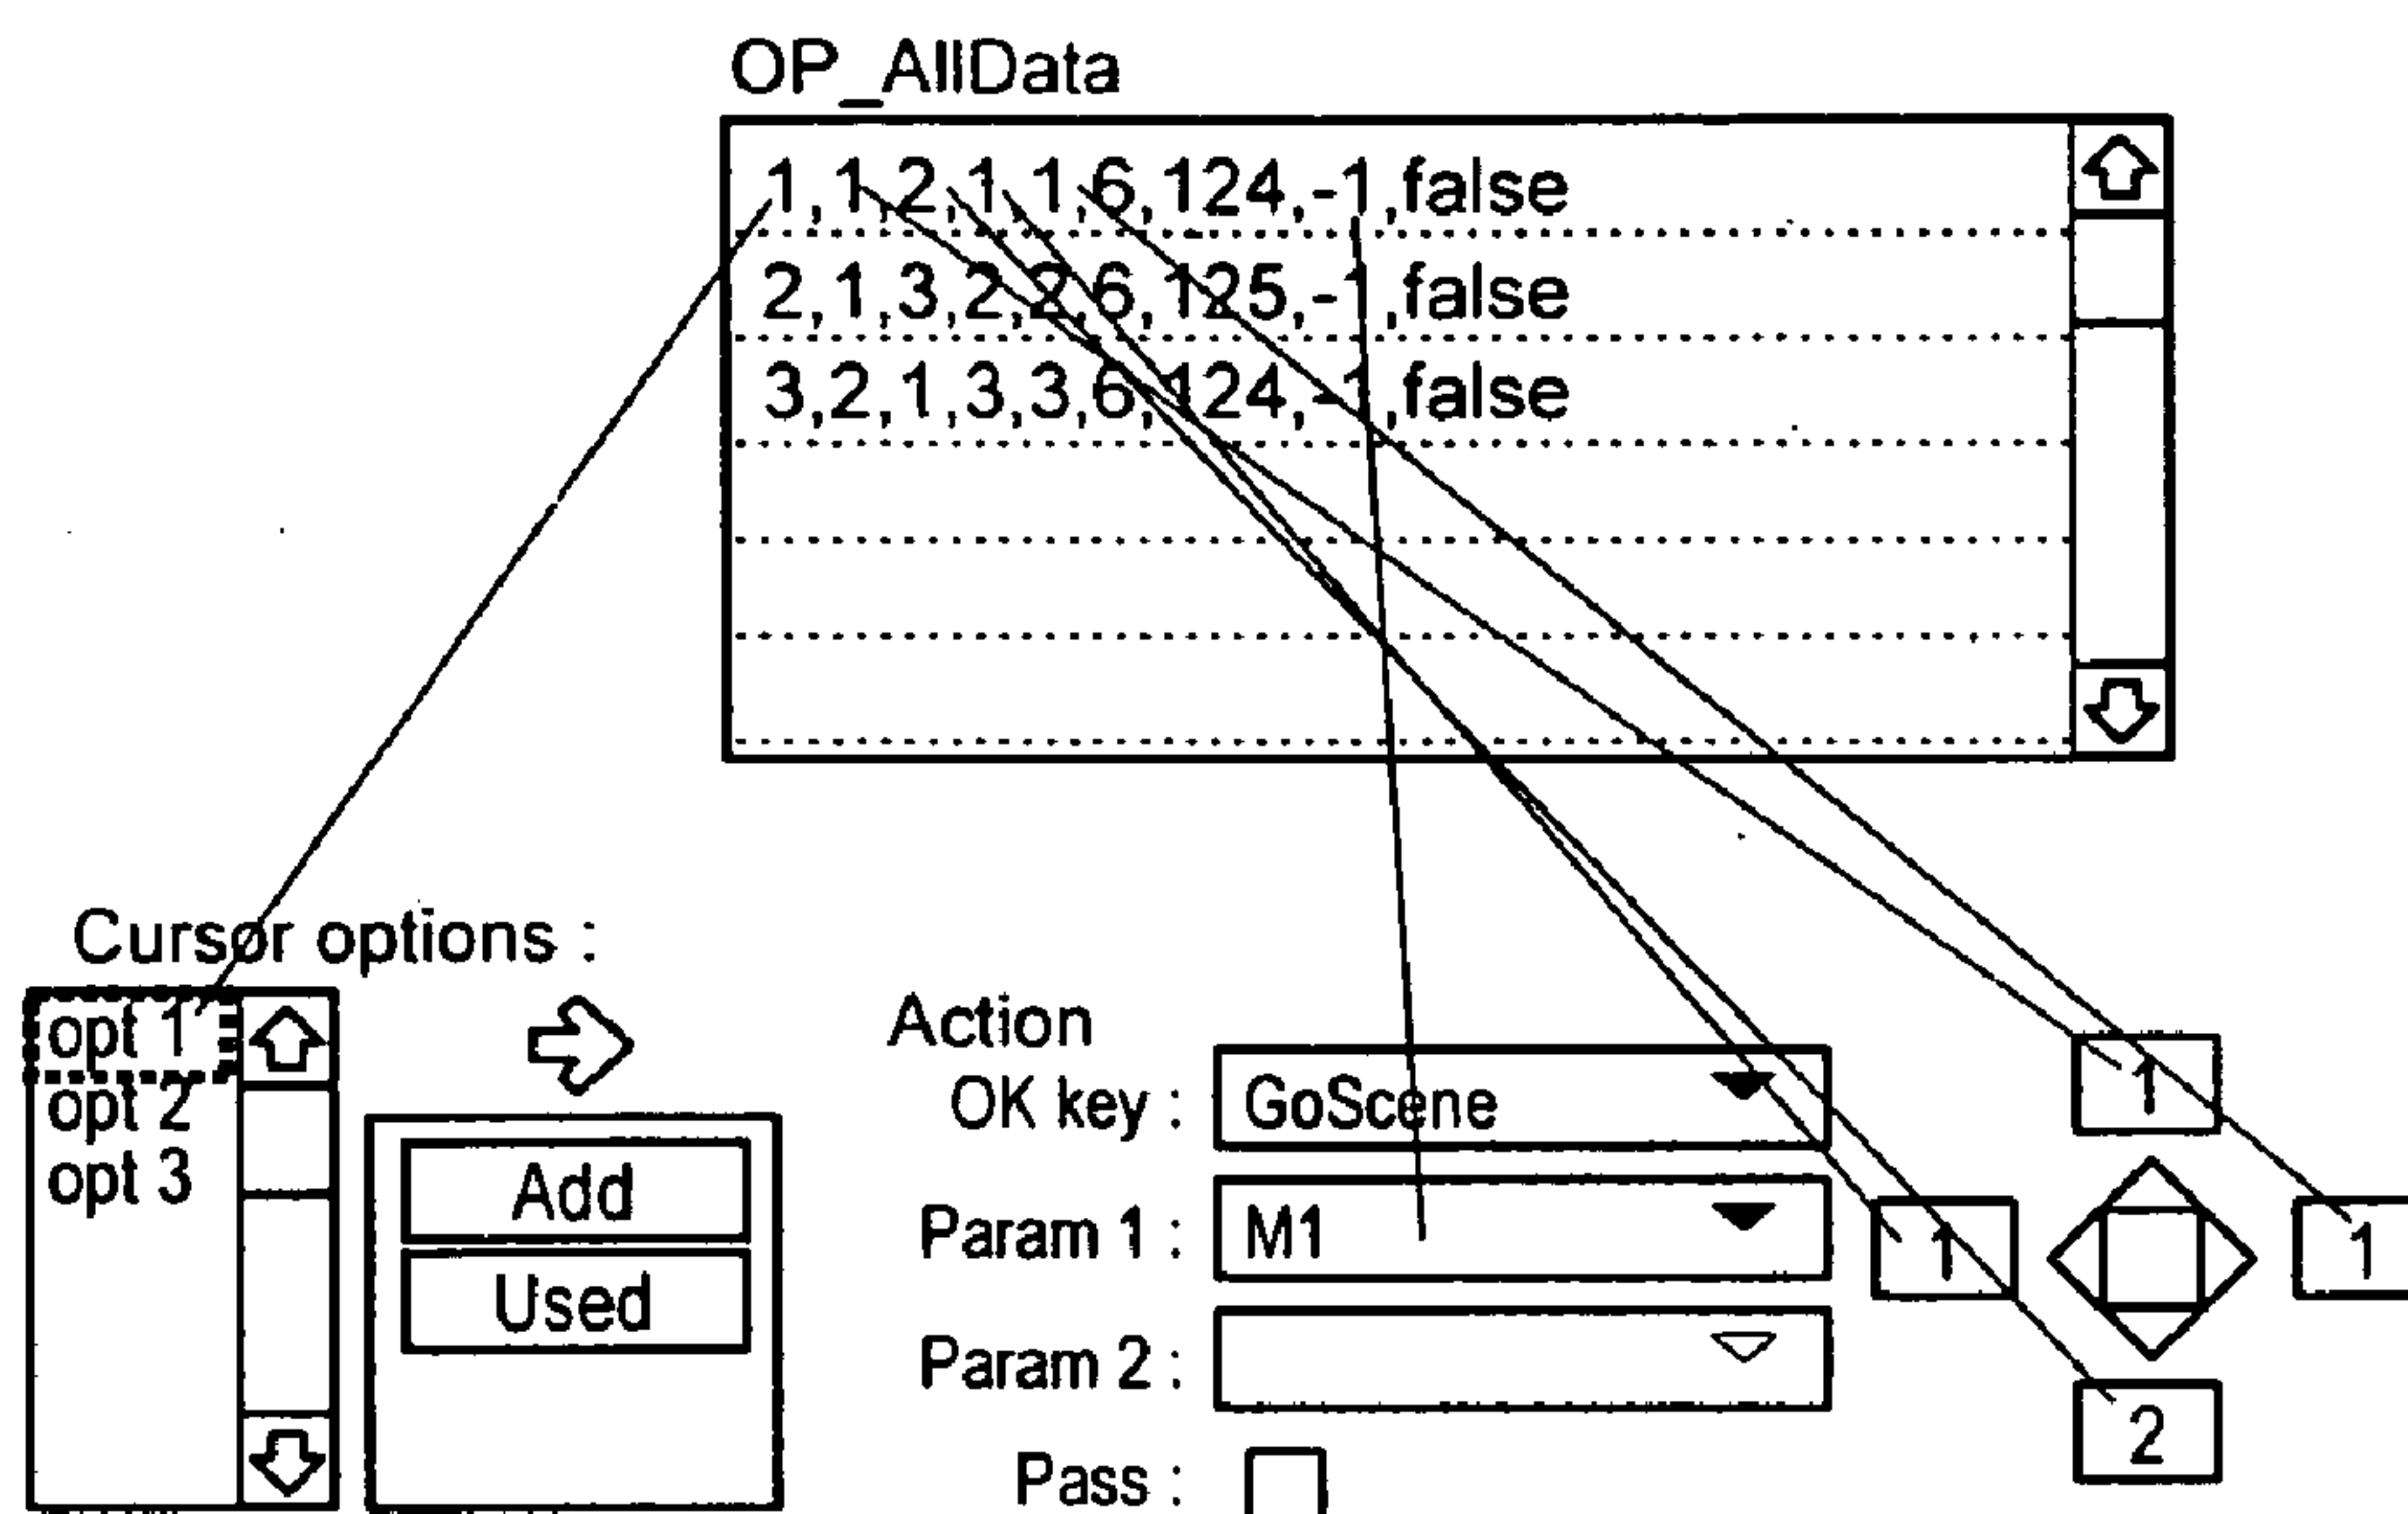 OP_AllData
1,1,2,1,1,6,124,-1,false
2,1,3,2,2,6,125,-1,false
3,2,1,3,3,6,124,-1,false
Cursor options :
opt 1
opt 2
opt 3
Add
Used
Action
OK key : GoScene
Param 1 : M1
Param 2 :
Pass :
1
1
1
2